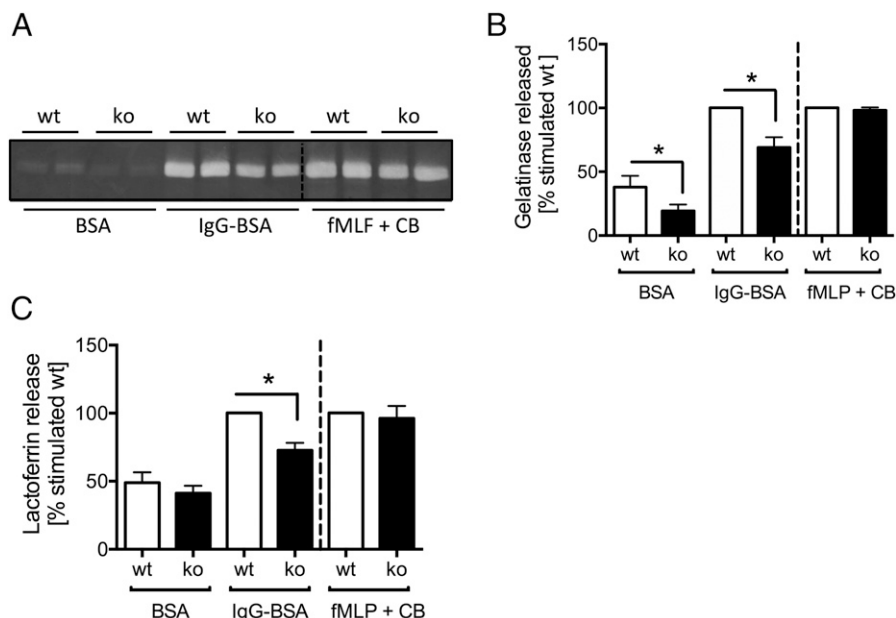 A
wt ko wt ko wt ko
BSA IgG-BSA fMLF + CB
B
Gelatinase released
[% stimulated wt]
150
100
50
0
* *
wt ko wt ko wt ko
BSA IgG-BSA fMLP + CB
C
Lactoferrin release
[% stimulated wt]
150
100
50
0
*
wt ko wt ko wt ko
BSA IgG-BSA fMLP + CB